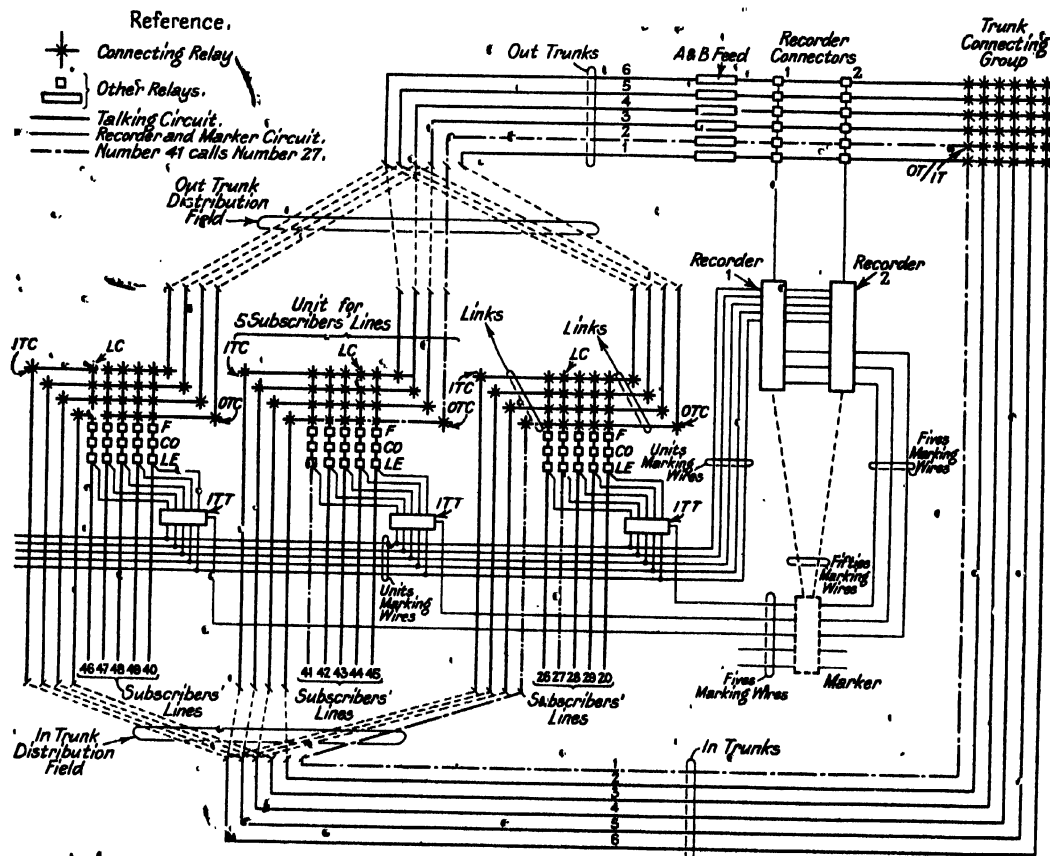 Reference.
Connecting Relay
Other Relays.
Talking Circuit.
Recorder and Marker Circuit.
Number 41 calls Number 27.
Out Trunks
A&B Feed
Recorder
Connectors
Trunk
Connecting
Group
6
5
4
3
2
1
1
2
OT/IT
Out Trunk
Distribution
Field
Recorder
1
Recorder
2
Unit for
5 Subscribers' Lines
Links
Links
ITC
LC
ITC
LC
ITC
LC
OTC
OTC
OTC
F
CO
LE
F
CO
LE
F
CO
LE
ITT
ITT
ITT
Units
Marking
Wires
Fives
Marking
Wires
Units
Marking
Wires
Fifties
Marking
Wires
46 47 48 49 40
41 42 43 44 45
26 27 28 29 20
Subscribers'
Lines
Subscribers'
Lines
Subscribers'
Lines
Fives
Marking Wires
Marker
In Trunk
Distribution
Field
In Trunks
1
2
3
4
5
6